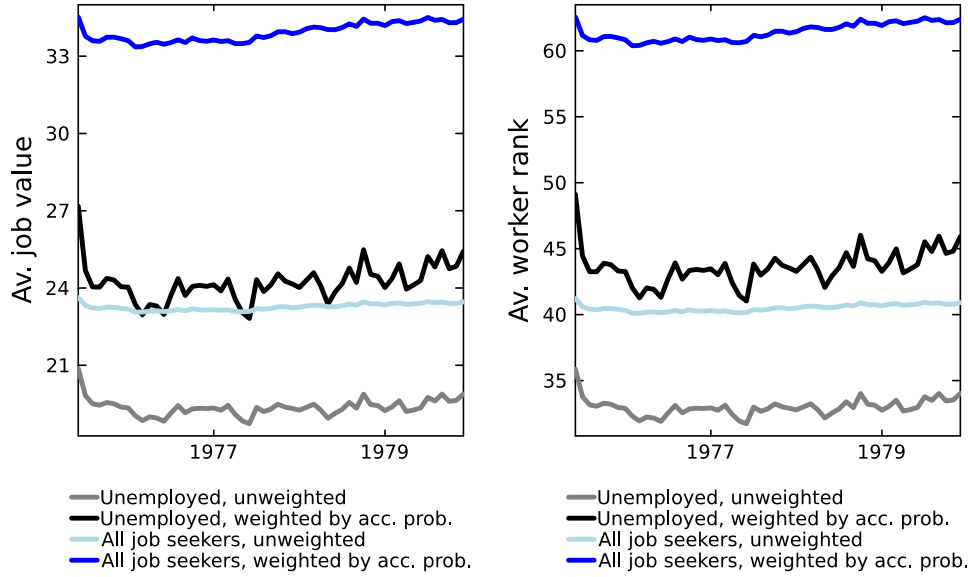 Av. job value
33
30
27
24
21
1977
1979
Unemployed, unweighted
Unemployed, weighted by acc. prob.
All job seekers, unweighted
All job seekers, weighted by acc. prob.
Av. worker rank
60
55
50
45
40
35
1977
1979
Unemployed, unweighted
Unemployed, weighted by acc. prob.
All job seekers, unweighted
All job seekers, weighted by acc. prob.